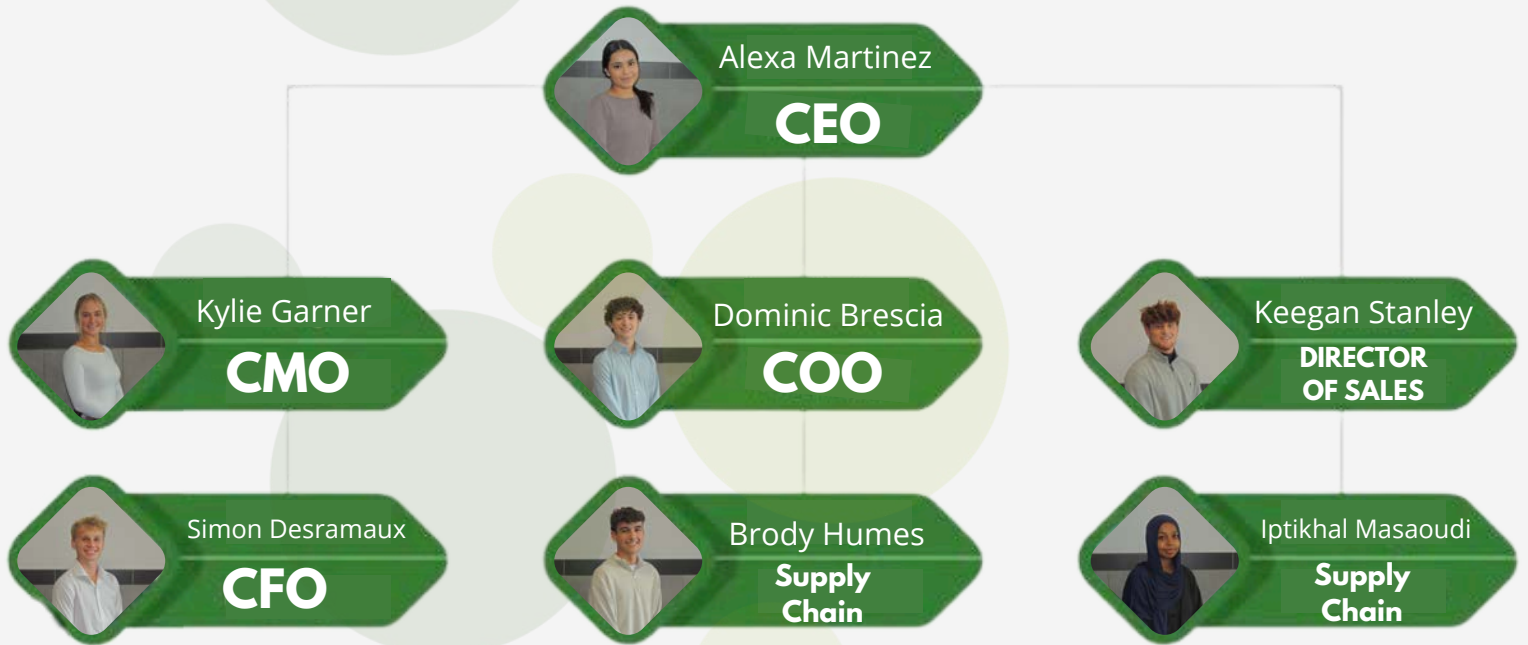 Alexa Martinez
CEO
Kylie Garner
CMO
Dominic Brescia
COO
Keegan Stanley
DIRECTOR
OF SALES
Simon Desramaux
CFO
Brody Humes
Supply
Chain
Iptikhal Masaoudi
Supply
Chain